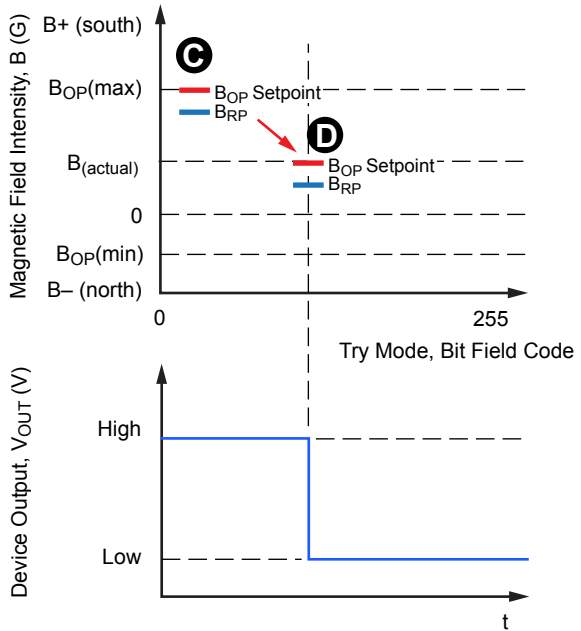 Magnetic Field Intensity, B (G)
B+ (south)
C
BOP(max)
BOP Setpoint
BRP
D
B(actual)
BOP Setpoint
BRP
0
BOP(min)
B– (north)
0
255
Try Mode, Bit Field Code
Device Output, VOUT (V)
High
Low
t